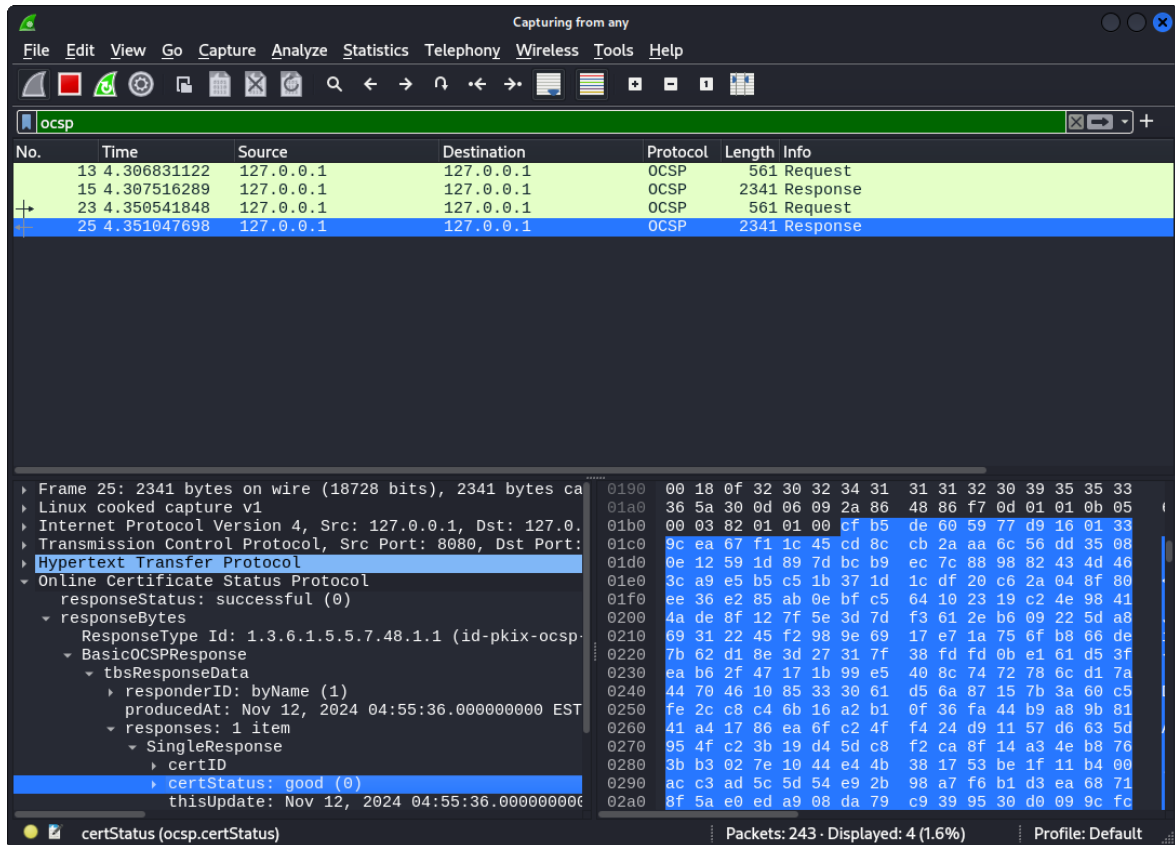 Capturing from any
File Edit View Go Capture Analyze Statistics Telephony Wireless Tools Help
ocsp
No. Time Source Destination Protocol Length Info
13 4.306831122 127.0.0.1 127.0.0.1 OCSP 561 Request
15 4.307516289 127.0.0.1 127.0.0.1 OCSP 2341 Response
23 4.350541848 127.0.0.1 127.0.0.1 OCSP 561 Request
25 4.351047698 127.0.0.1 127.0.0.1 OCSP 2341 Response
Frame 25: 2341 bytes on wire (18728 bits), 2341 bytes ca
Linux cooked capture v1
Internet Protocol Version 4, Src: 127.0.0.1, Dst: 127.0.
Transmission Control Protocol, Src Port: 8080, Dst Port:
Hypertext Transfer Protocol
Online Certificate Status Protocol
responseStatus: successful (0)
responseBytes
ResponseType Id: 1.3.6.1.5.5.7.48.1.1 (id-pkix-ocsp-
BasicOCSPResponse
tbsResponseData
responderID: byName (1)
producedAt: Nov 12, 2024 04:55:36.000000000 EST
responses: 1 item
SingleResponse
certID
certStatus: good (0)
thisUpdate: Nov 12, 2024 04:55:36.000000000
0190 00 18 0f 32 30 32 34 31 31 31 32 30 39 35 35 33
01a0 36 5a 30 0d 06 09 2a 86 48 86 f7 0d 01 01 0b 05
01b0 00 03 82 01 01 00 cf b5 de 60 59 77 d9 16 01 33
01c0 9c ea 67 f1 1c 45 cd 8c cb 2a aa 6c 56 dd 35 08
01d0 0e 12 59 1d 89 7d bc b9 ec 7c 88 98 82 43 4d 46
01e0 3c a9 e5 b5 c5 1b 37 1d 1c df 20 c6 2a 04 8f 80
01f0 ee 36 e2 85 ab 0e bf c5 64 10 23 19 c2 4e 98 41
0200 4a de 8f 12 7f 5e 3d 7d f3 61 2e b6 09 22 5d a8
0210 69 31 22 45 f2 98 9e 69 17 e7 1a 75 6f b8 66 de
0220 7b 62 d1 8e 3d 27 31 7f 38 fd fd 0b e1 61 d5 3f
0230 ea b6 2f 47 17 1b 99 e5 40 8c 74 72 78 6c d1 7a
0240 44 70 46 10 85 33 30 61 d5 6a 87 15 7b 3a 60 c5
0250 fe 2c c8 c4 6b 16 a2 b1 0f 36 fa 44 b9 a8 9b 81
0260 41 a4 17 86 ea 6f c2 4f f4 24 d9 11 57 d6 63 5d
0270 95 4f c2 3b 19 d4 5d c8 f2 ca 8f 14 a3 4e b8 76
0280 3b b3 02 7e 10 44 e4 4b 38 17 53 be 1f 11 b4 00
0290 ac c3 ad 5c 5d 54 e9 2b 98 a7 f6 b1 d3 ea 68 71
02a0 8f 5a e0 ed a9 08 da 79 c9 39 95 30 d0 09 9c fc
certStatus (ocsp.certStatus) Packets: 243 · Displayed: 4 (1.6%) Profile: Default